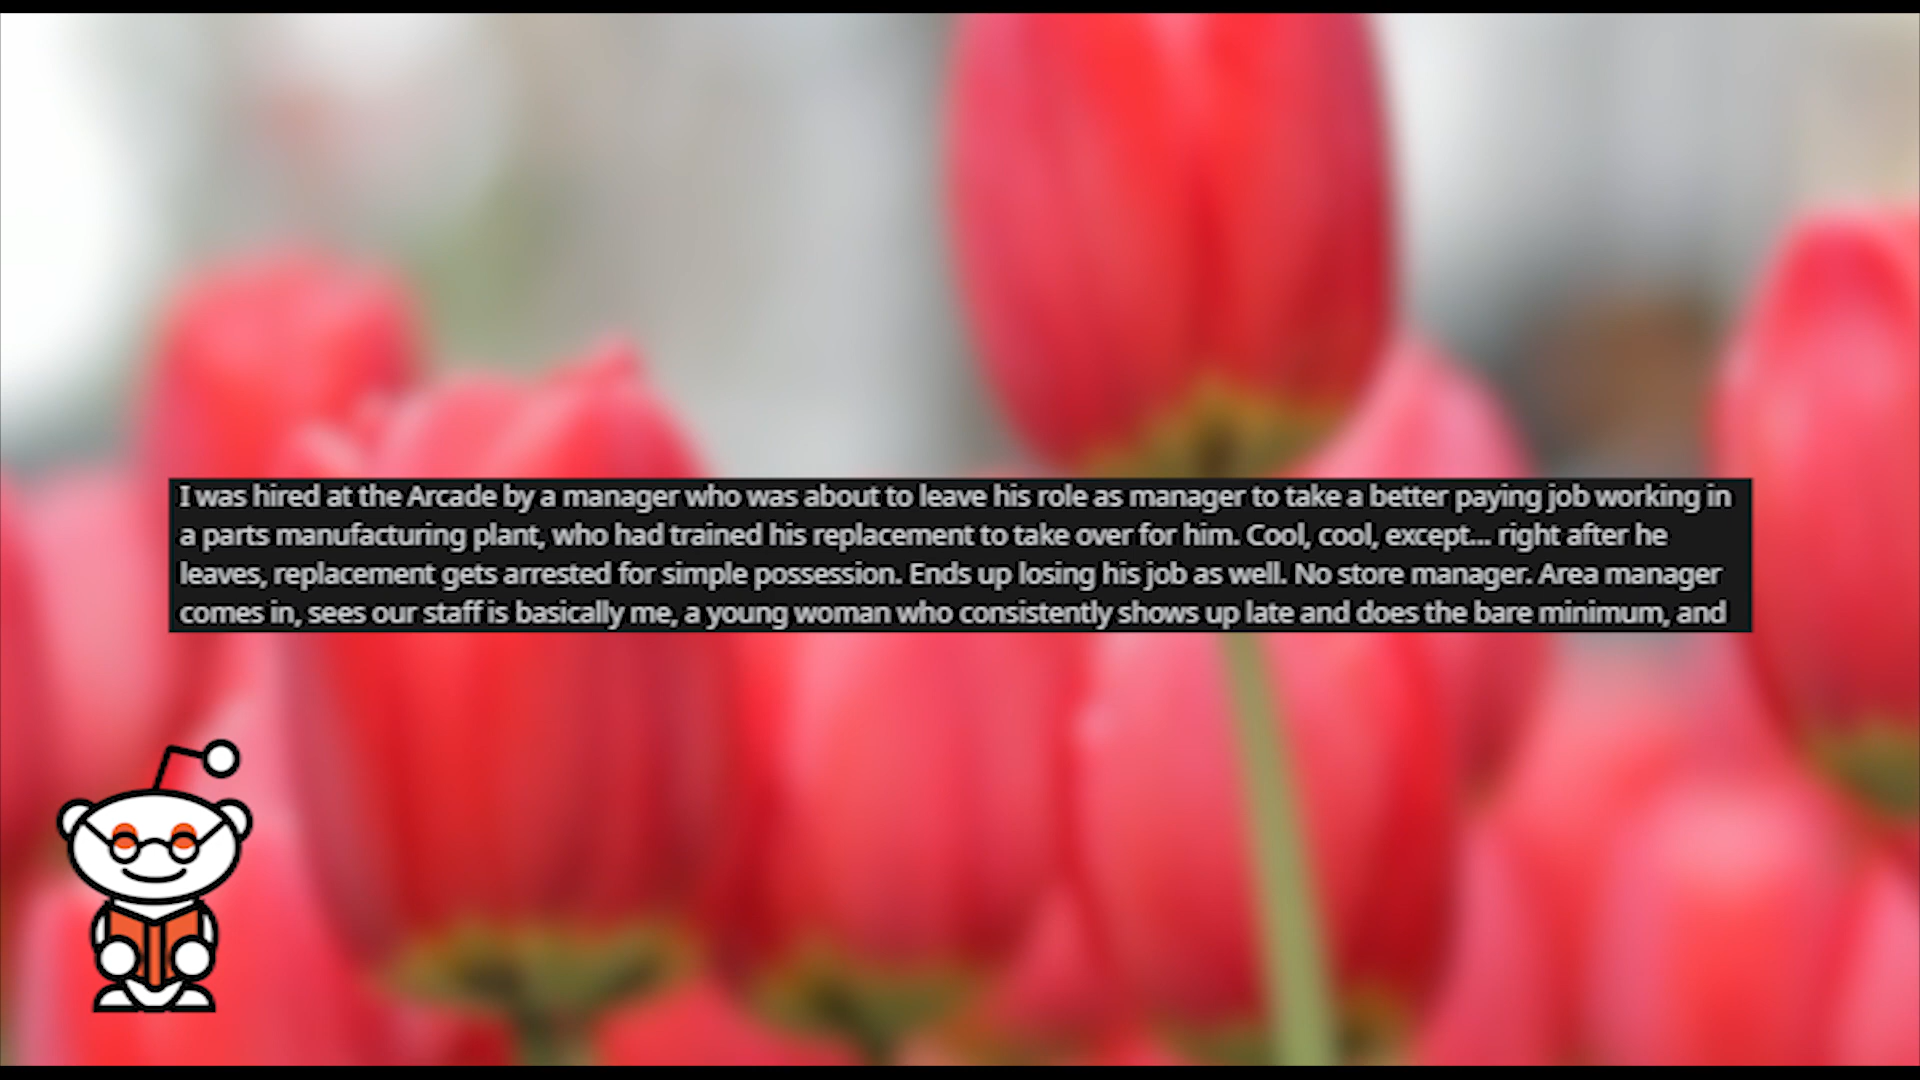 I was hired at the Arcade by a manager who was about to leave his role as manager to take a better paying job working in
a parts manufacturing plant, who had trained his replacement to take over for him. Cool, cool, except... right after he
leaves, replacement gets arrested for simple possession. Ends up losing his job as well. No store manager. Area manager
comes in, sees our staff is basically me, a young woman who consistently shows up late and does the bare minimum, and